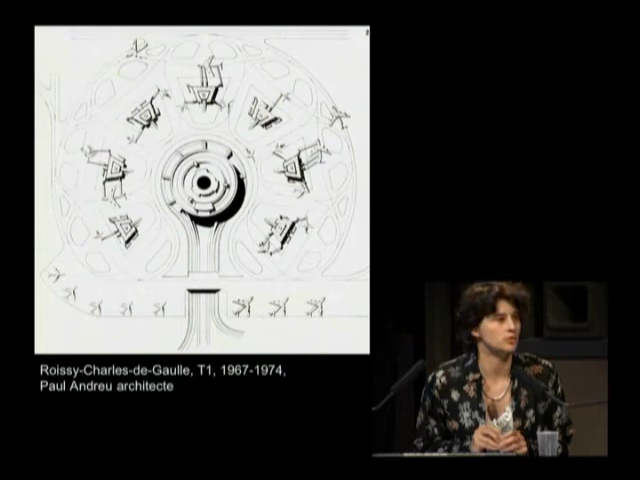 Roissy-Charles-de-Gaulle, T1, 1967-1974,
Paul Andreu architecte